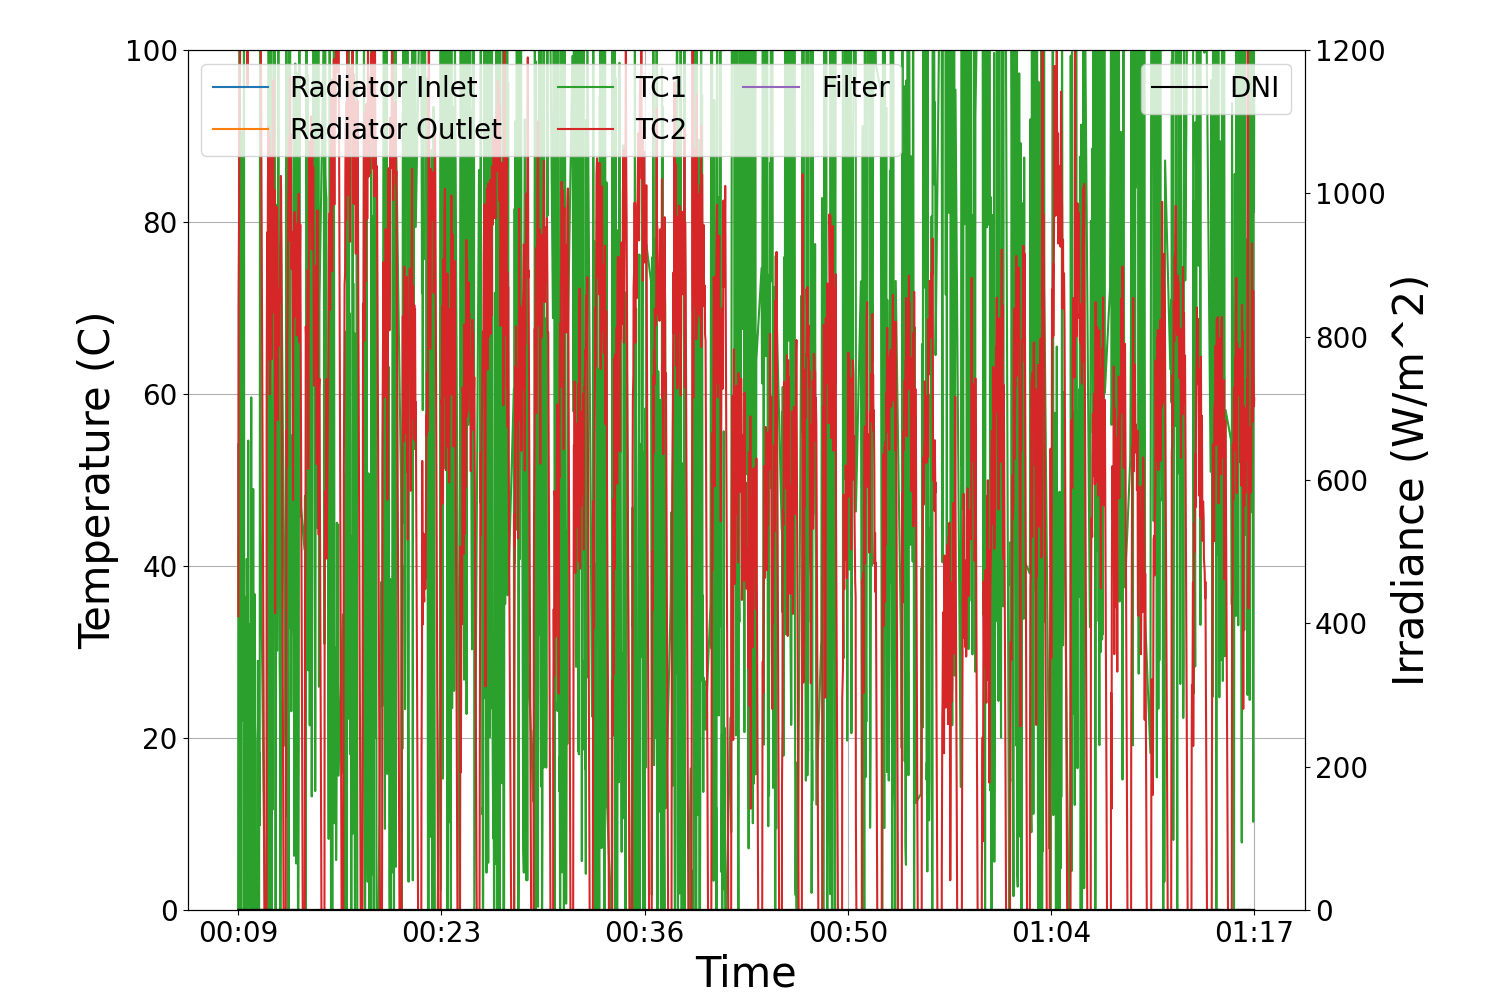 100
80
60
40
20
0
Temperature (C)
Radiator Inlet
Radiator Outlet
TC1
TC2
Filter
DNI
1200
1000
800
600
400
200
0
Irradiance (W/m^2)
00:09
00:23
00:36
00:50
01:04
01:17
Time